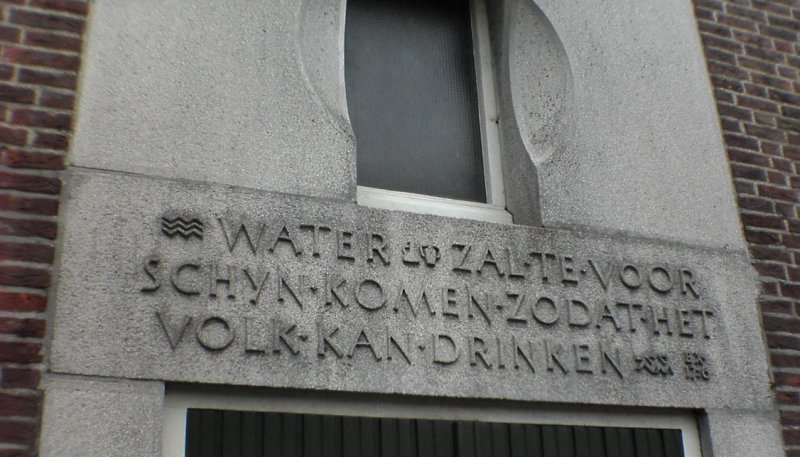 WATER ZAL·TE·VOOR
SCHYN·KOMEN·ZODAT·HET
VOLK·KAN·DRINKEN